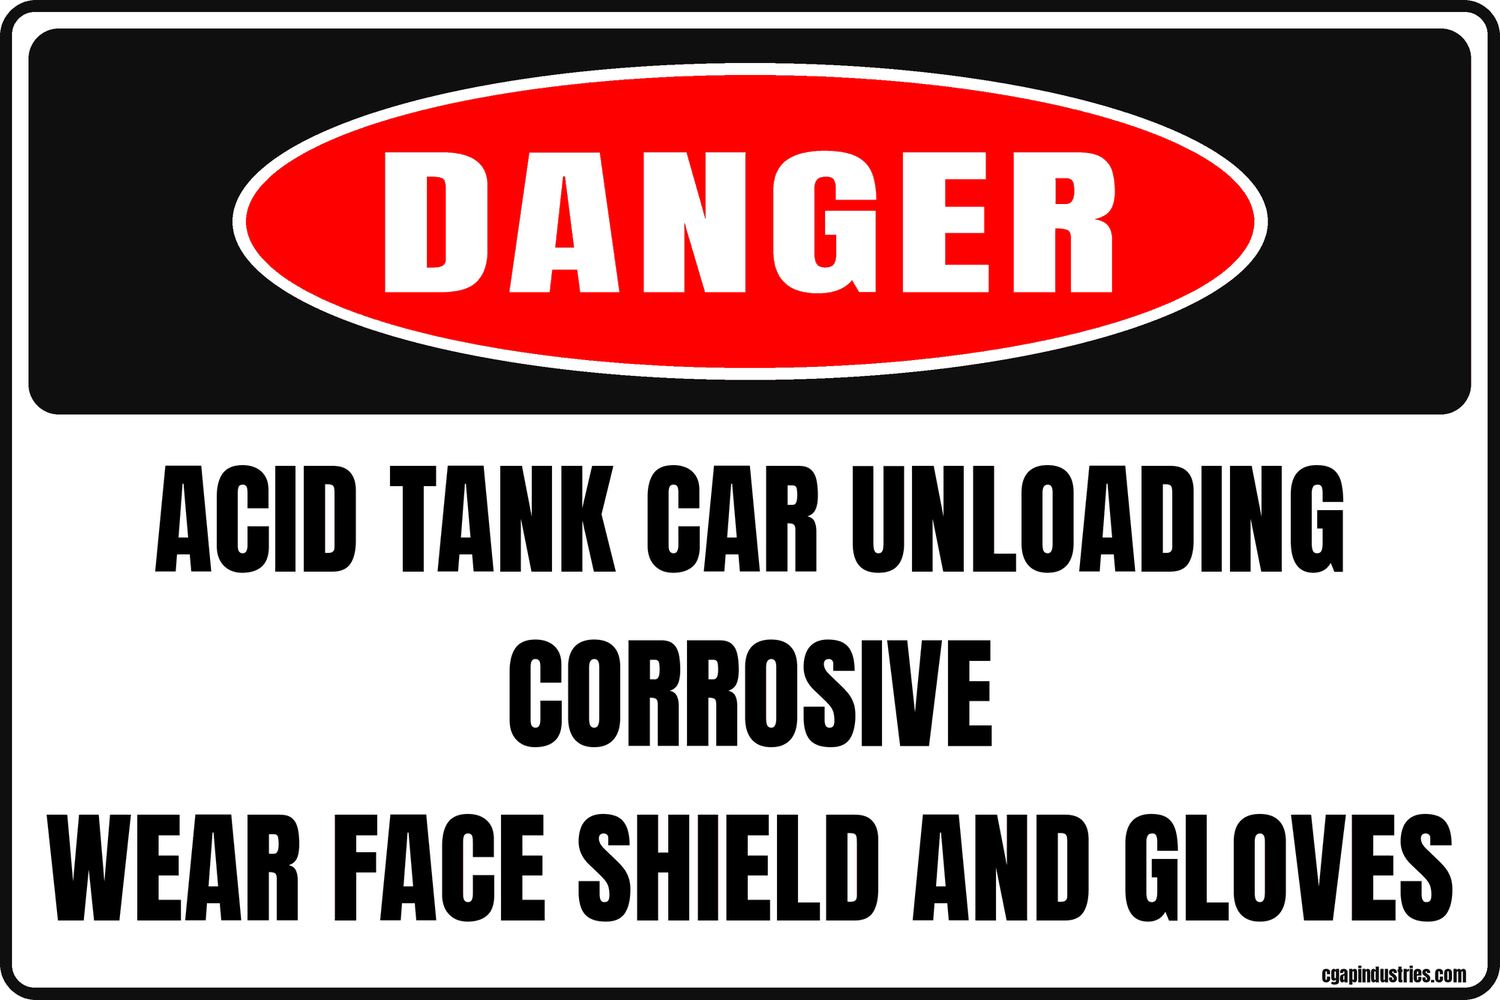 DANGER
ACID TANK CAR UNLOADING
CORROSIVE
WEAR FACE SHIELD AND GLOVES
cgapindustries.com